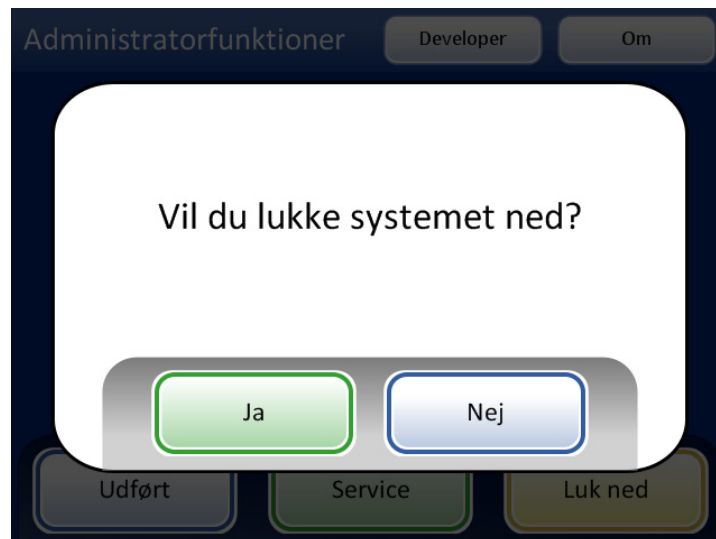 Administratorfunktioner Developer Om
Vil du lukke systemet ned?
Ja Nej
Udført Service Luk ned